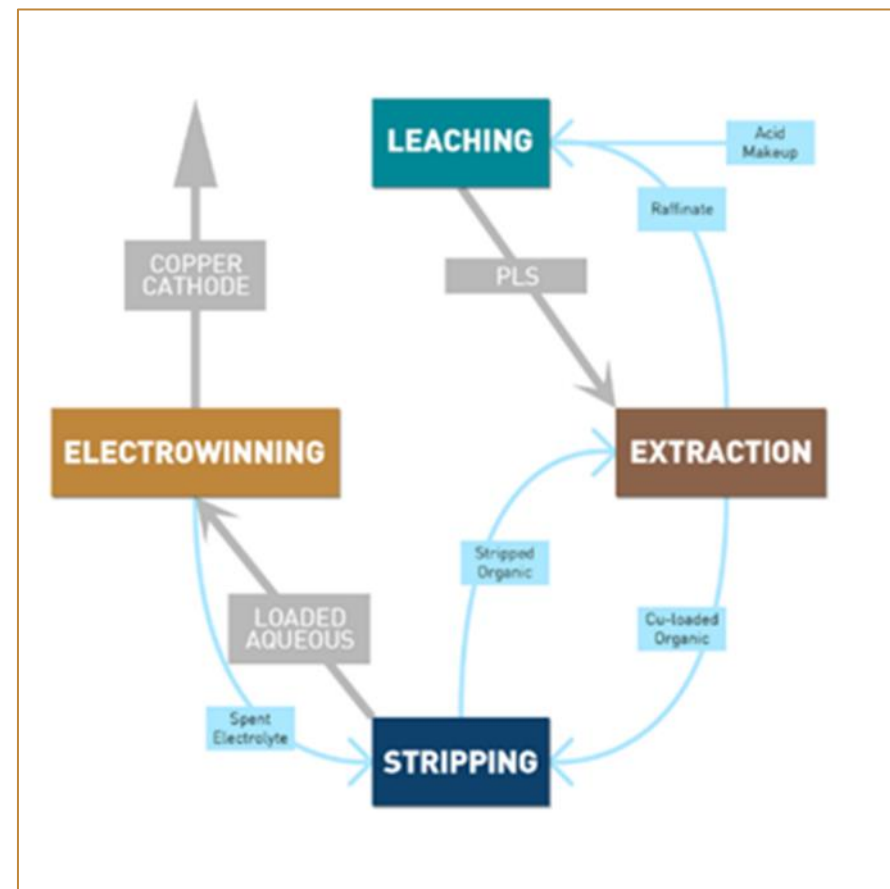 LEACHING
Acid
Makeup
Raffinate
COPPER
CATHODE
PLS
ELECTROWINNING
EXTRACTION
Stripped
Organic
LOADED
AQUEOUS
Cu-loaded
Organic
Spent
Electrolyte
STRIPPING